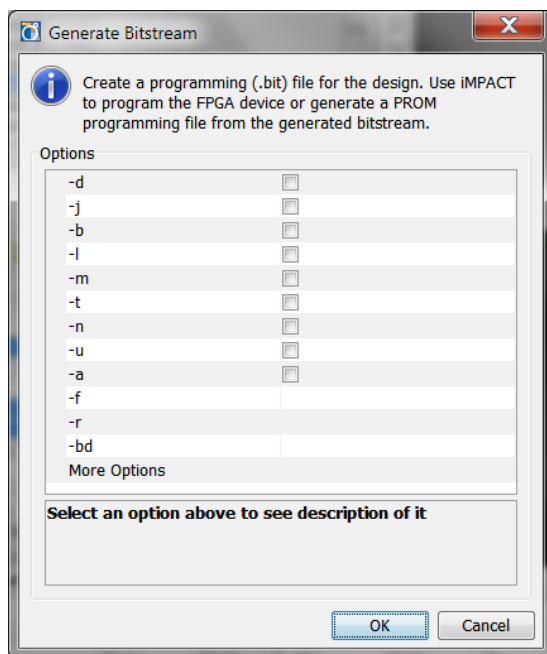 Generate Bitstream
X
Create a programming (.bit) file for the design. Use iMPACT
to program the FPGA device or generate a PROM
programming file from the generated bitstream.
Options
-d
-j
-b
-l
-m
-t
-n
-u
-a
-f
-r
-bd
More Options
Select an option above to see description of it
OK Cancel